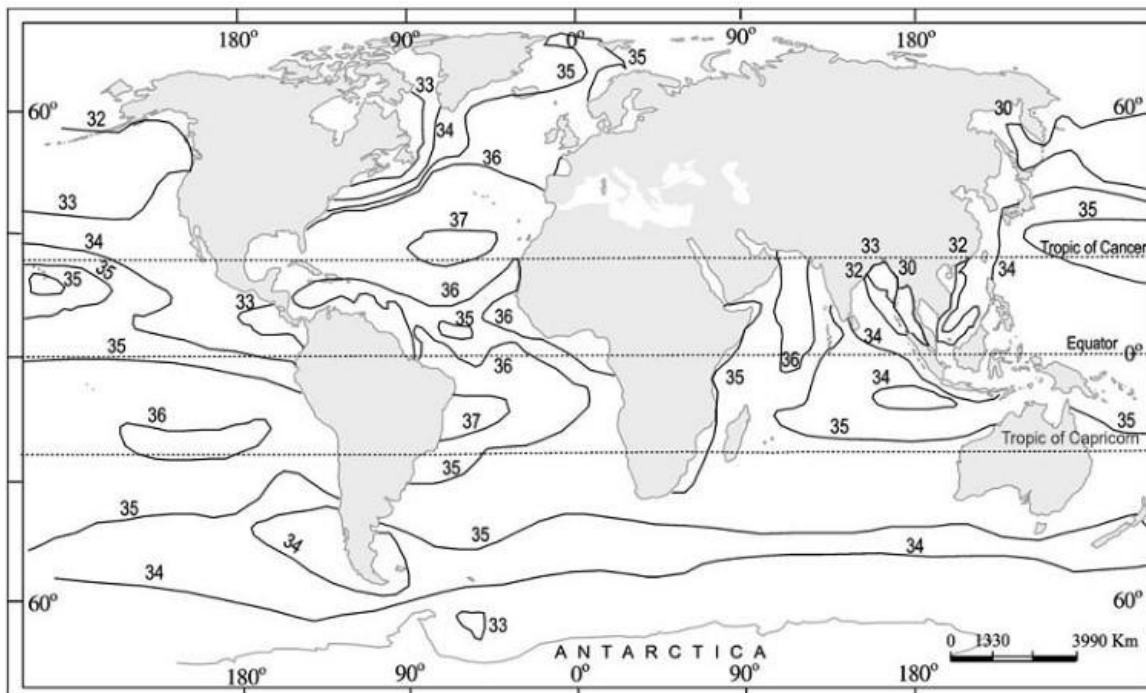 180° 90° 0° 90° 180°
33 35 35
60° 32 34 30 60°
36
33 37 35
34 33 32 Tropic of Cancer
35 35 32 30 34
36
33 35 36
34
35 Equator 0°
36 36
35 34
36 37 35 35
Tropic of Capricorn
35
35 35
34 34
34
60° 60°
33
0 1330 3990 Km
ANTARCTICA
180° 90° 0° 90° 180°